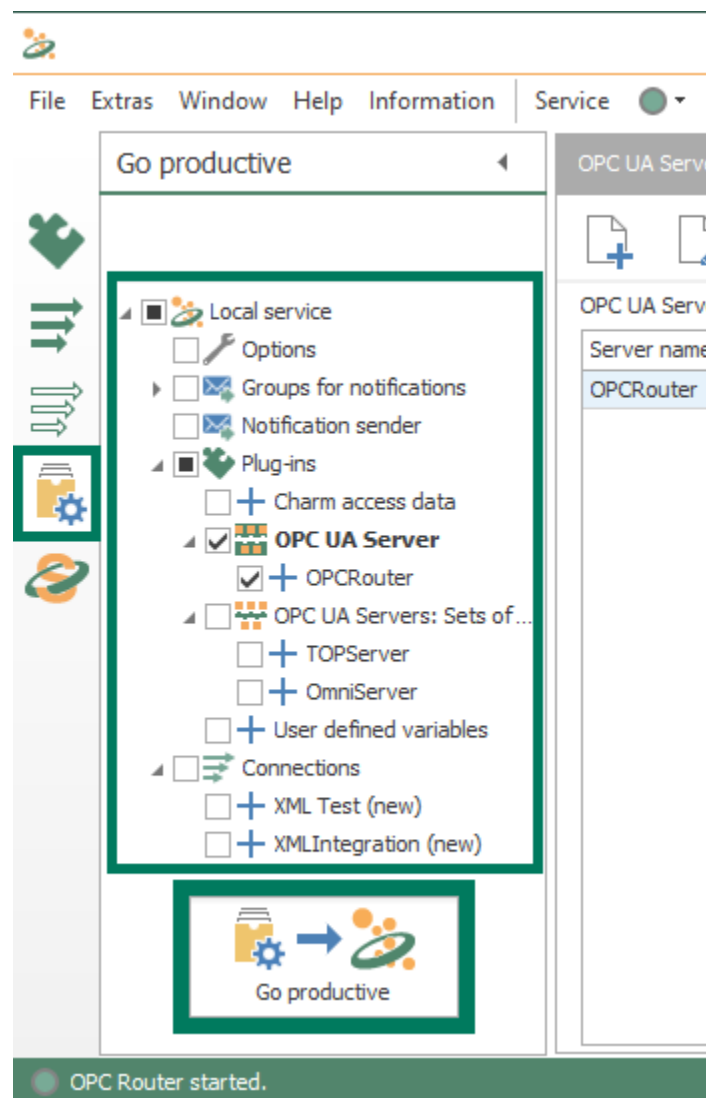 File Extras Window Help Information Service
Go productive
OPC UA Serv
Local service
Options
Groups for notifications
Notification sender
Plug-ins
Charm access data
OPC UA Server
OPCRouter
OPC UA Servers: Sets of...
TOPServer
OmniServer
User defined variables
Connections
XML Test (new)
XMLIntegration (new)
Go productive
OPC UA Serv
Server name
OPCRouter
OPC Router started.